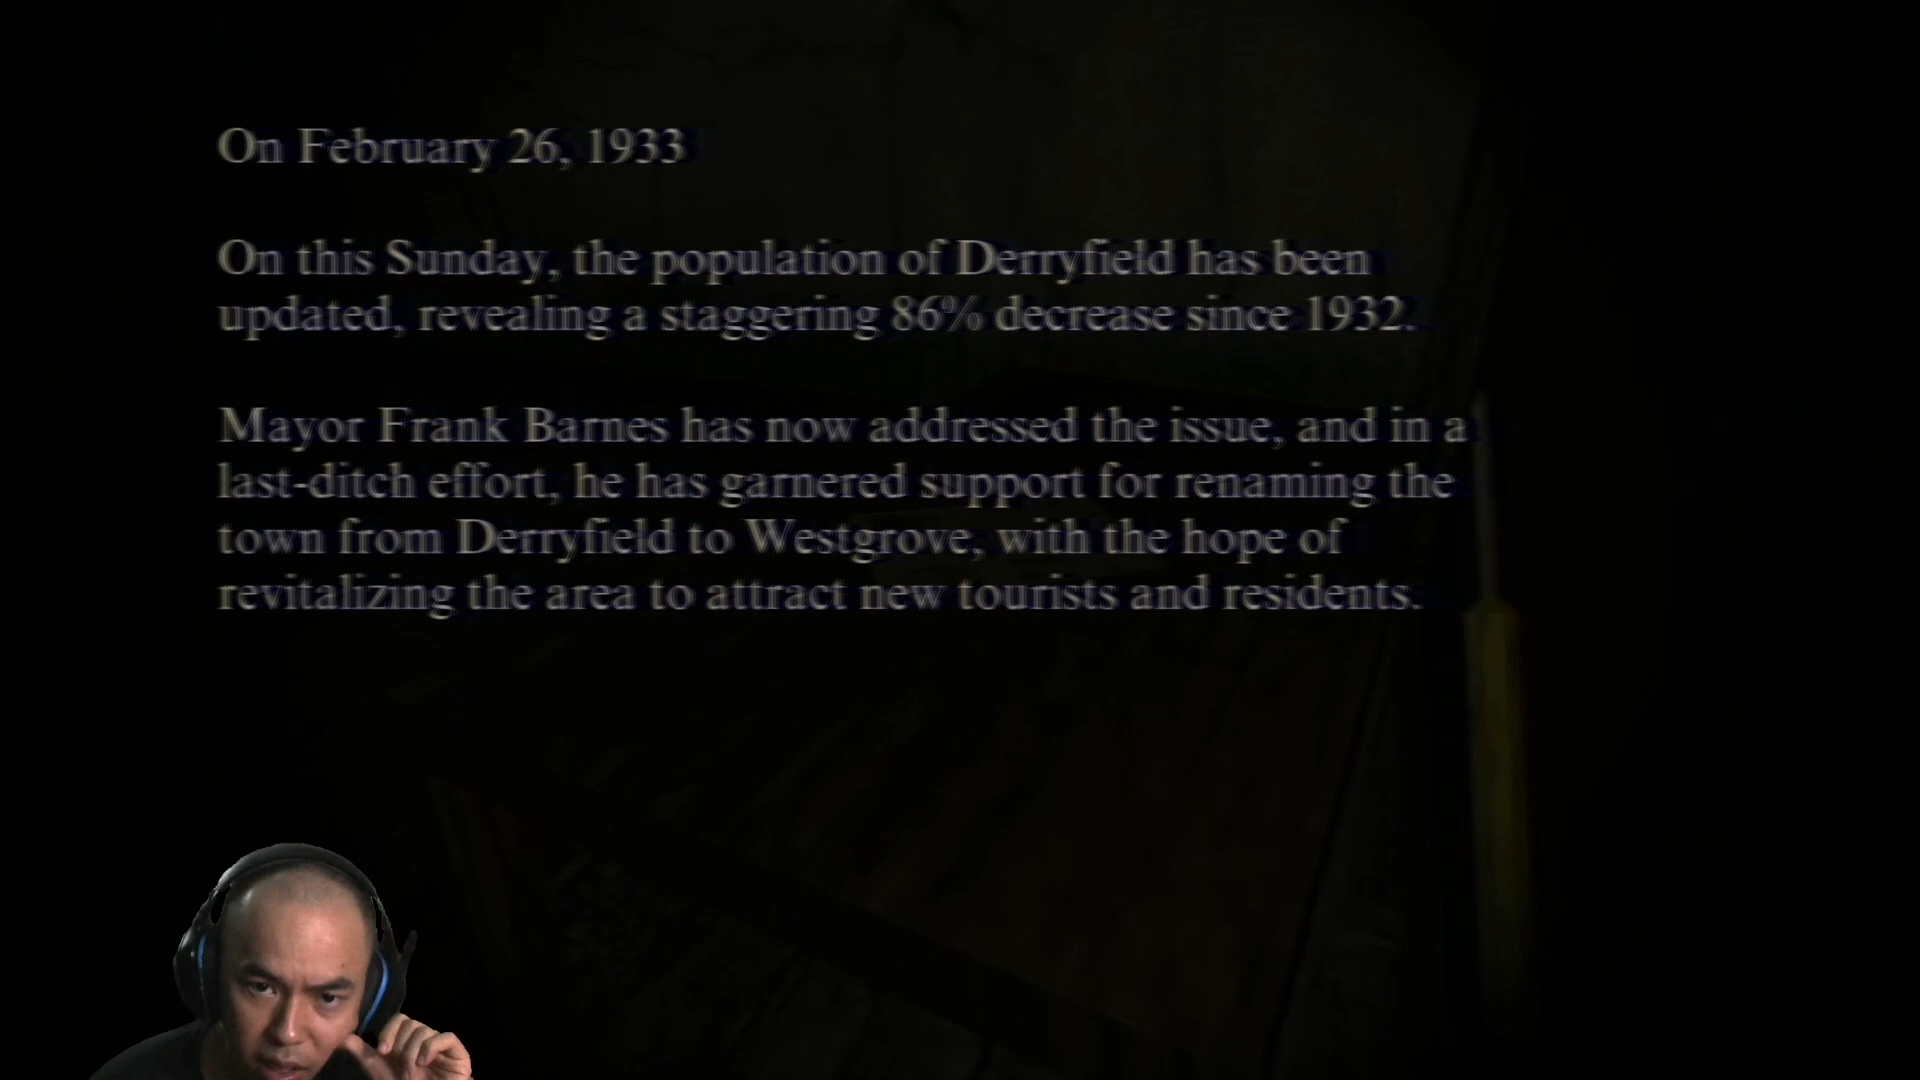 On February 26, 1933
On this Sunday, the population of Derryfield has been
updated, revealing a staggering 86% decrease since 1932.
Mayor Frank Barnes has now addressed the issue, and in a
last-ditch effort, he has garnered support for renaming the
town from Derryfield to Westgrove, with the hope of
revitalizing the area to attract new tourists and residents.